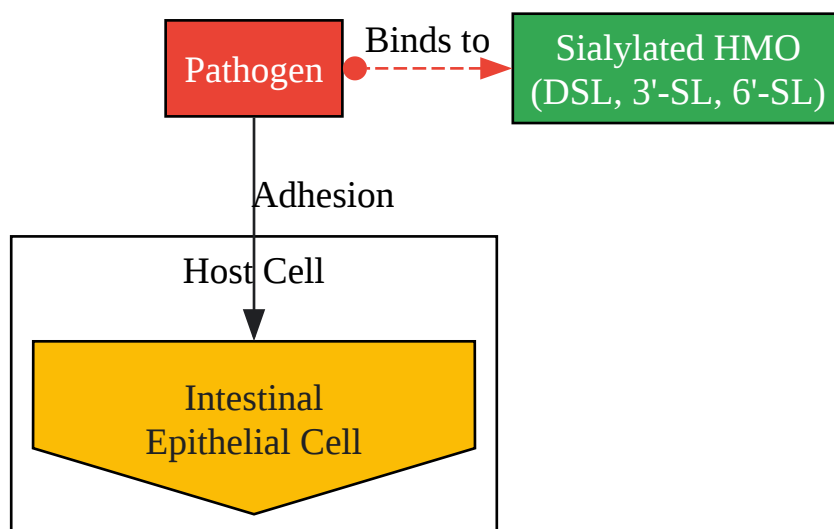 Binds to
Pathogen
Sialylated HMO
(DSL, 3'-SL, 6'-SL)
Adhesion
Host Cell
Intestinal
Epithelial Cell